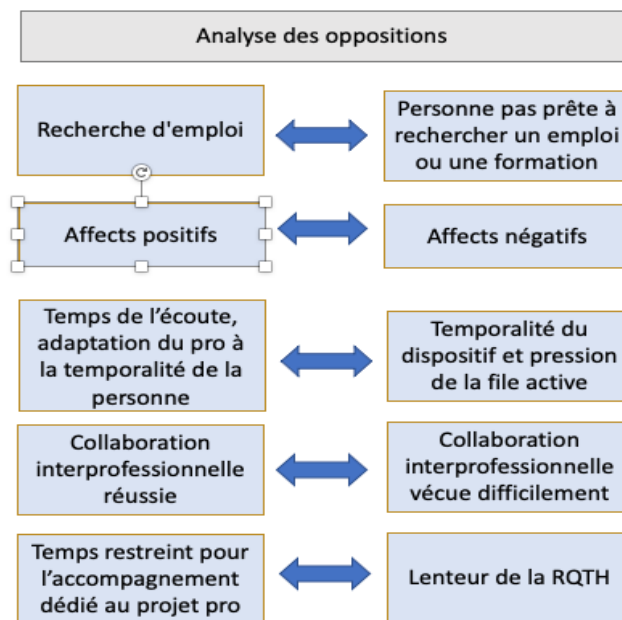 Analyse des oppositions
Recherche d'emploi
Personne pas prête à
rechercher un emploi
ou une formation
Affects positifs
Affects négatifs
Temps de l’écoute,
adaptation du pro à
la temporalité de la
personne
Temporalité du
dispositif et pression
de la file active
Collaboration
interprofessionnelle
réussie
Collaboration
interprofessionnelle
vécue difficilement
Temps restreint pour
l’accompagnement
dédié au projet pro
Lenteur de la RQTH